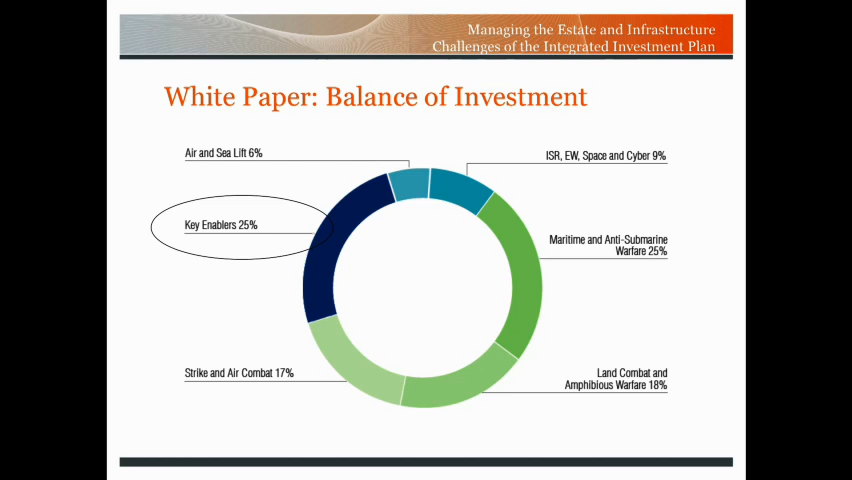 Managing the Estate and Infrastructure
Challenges of the Integrated Investment Plan
White Paper: Balance of Investment
Air and Sea Lift 6%
ISR, EW, Space and Cyber 9%
Key Enablers 25%
Maritime and Anti-Submarine
Warfare 25%
Strike and Air Combat 17%
Land Combat and
Amphibious Warfare 18%